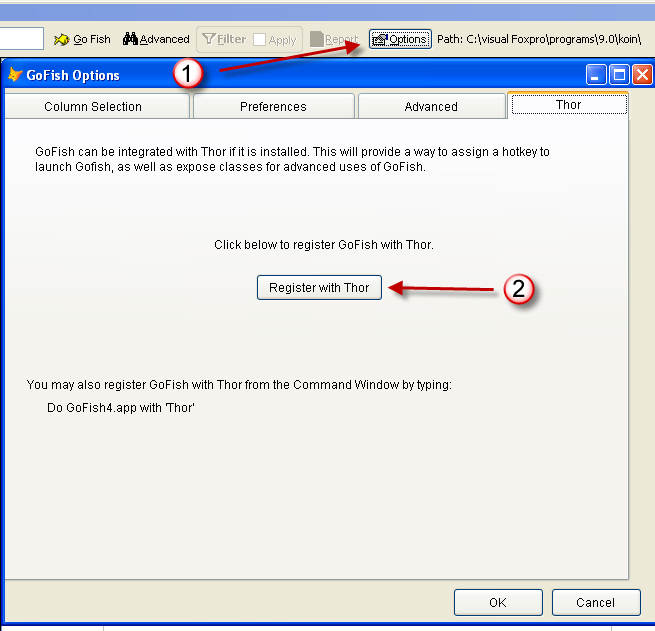 Go Fish Advanced Filter Apply Report Options Path: C:\visual Foxpro\programs\9.0\koin\
1
GoFish Options
Column Selection Preferences Advanced Thor
GoFish can be integrated with Thor if it is installed. This will provide a way to assign a hotkey to
launch Gofish, as well as expose classes for advanced uses of GoFish.
Click below to register GoFish with Thor.
Register with Thor
2
You may also register GoFish with Thor from the Command Window by typing:
Do GoFish4.app with 'Thor'
OK Cancel